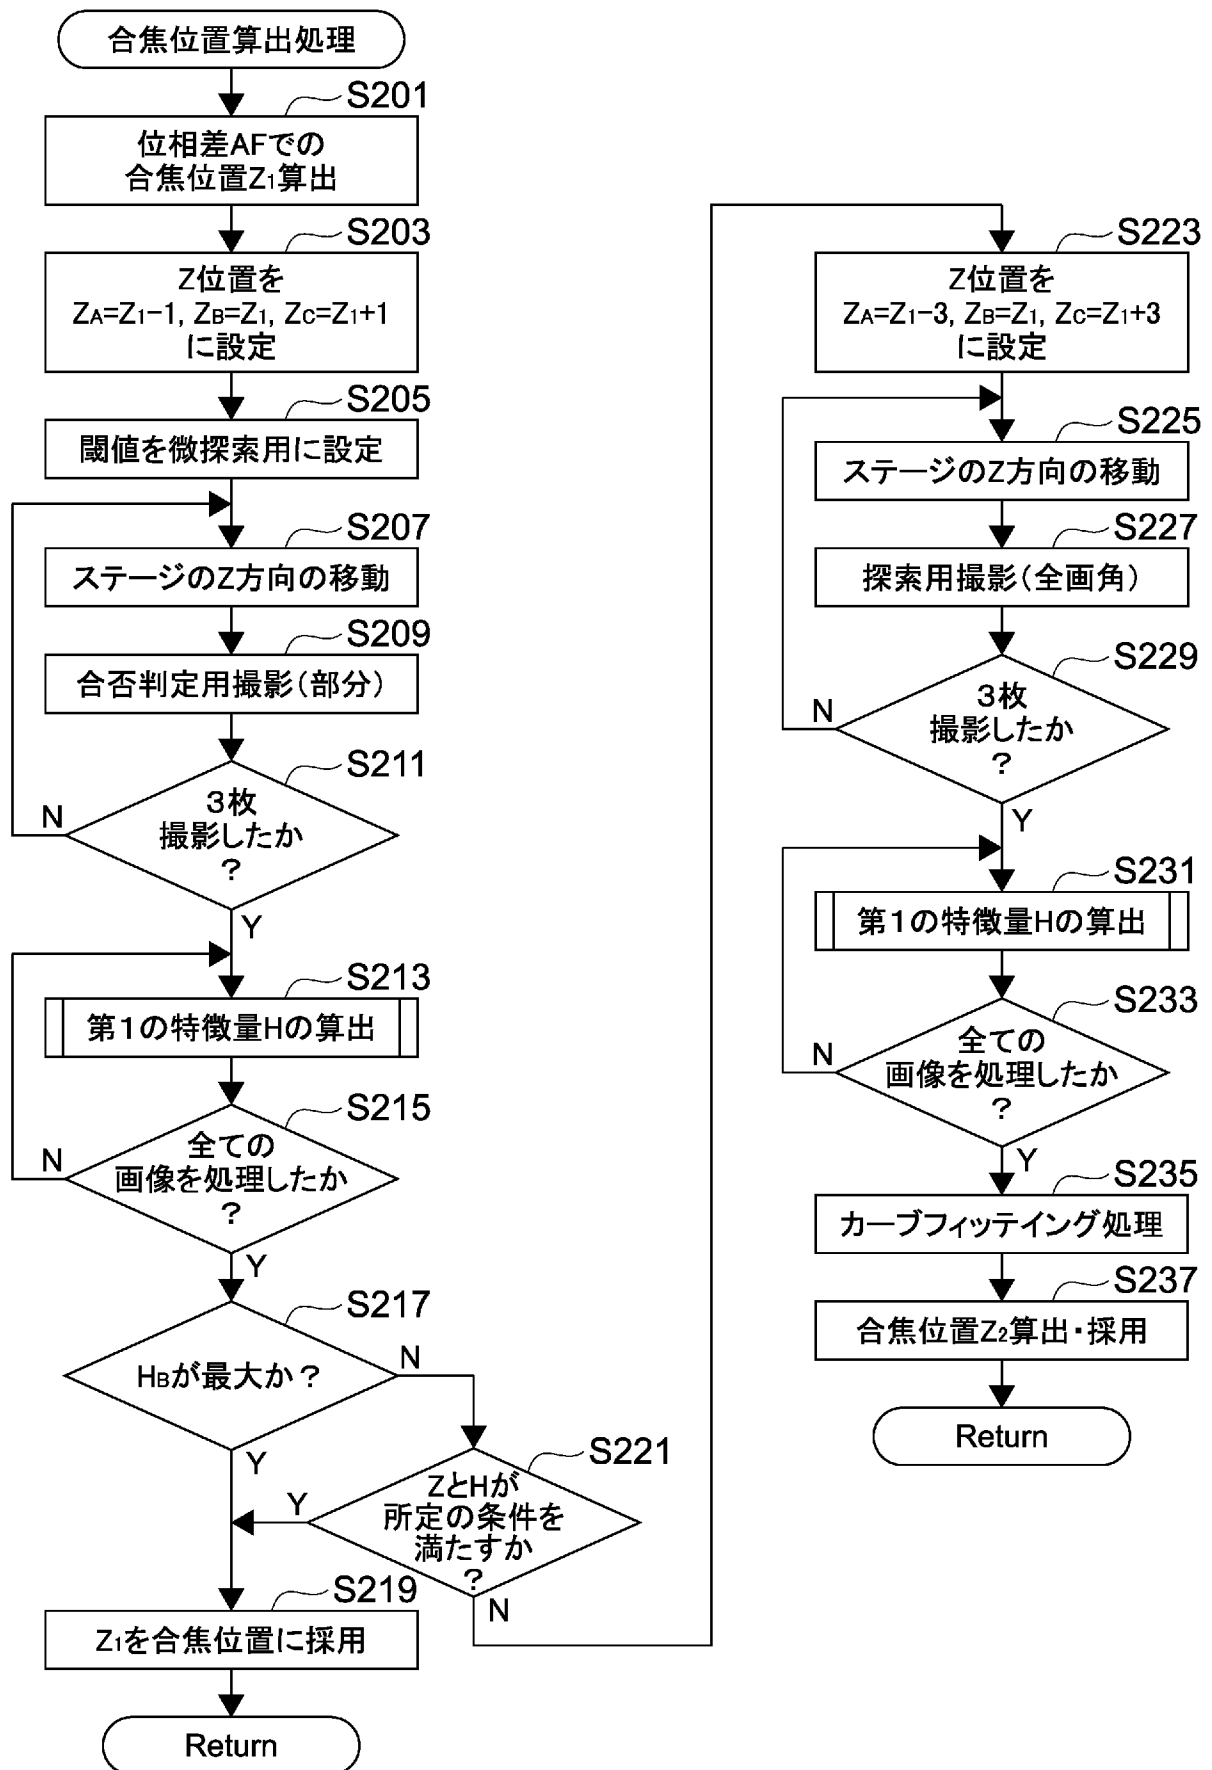 合焦位置算出処理
S201
位相差AFでの
合焦位置Z1算出
S203
Z位置を
ZA=Z1−1, ZB=Z1, ZC=Z1+1
に設定
S205
閾値を微探索用に設定
S207
ステージのZ方向の移動
S209
合否判定用撮影(部分)
S211
3枚
撮影したか
?
N
Y
S213
第1の特徴量Hの算出
S215
全ての
画像を処理したか
?
N
Y
S217
HBが最大か?
N
Y
S221
ZとHが
所定の条件を
満たすか
?
Y
N
S219
Z1を合焦位置に採用
Return
S223
Z位置を
ZA=Z1−3, ZB=Z1, ZC=Z1+3
に設定
S225
ステージのZ方向の移動
S227
探索用撮影(全画角)
S229
3枚
撮影したか
?
N
Y
S231
第1の特徴量Hの算出
S233
全ての
画像を処理したか
?
N
Y
S235
カーブフィッテイング処理
S237
合焦位置Z2算出・採用
Return